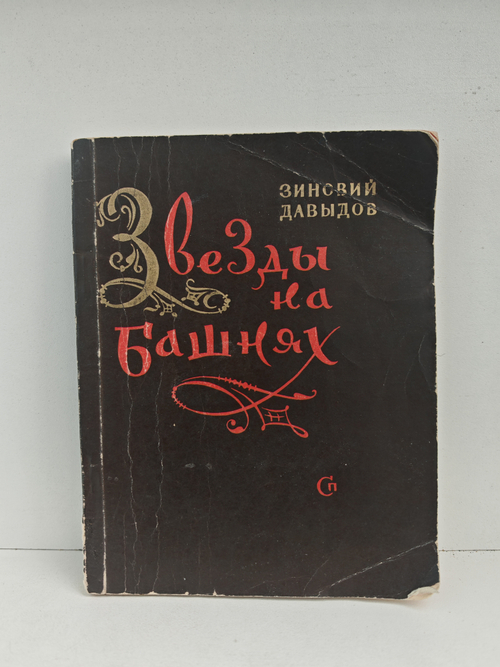 ЗИНОВИЙ
ДАВЫДОВ
Звезды
на
башнях
Сп